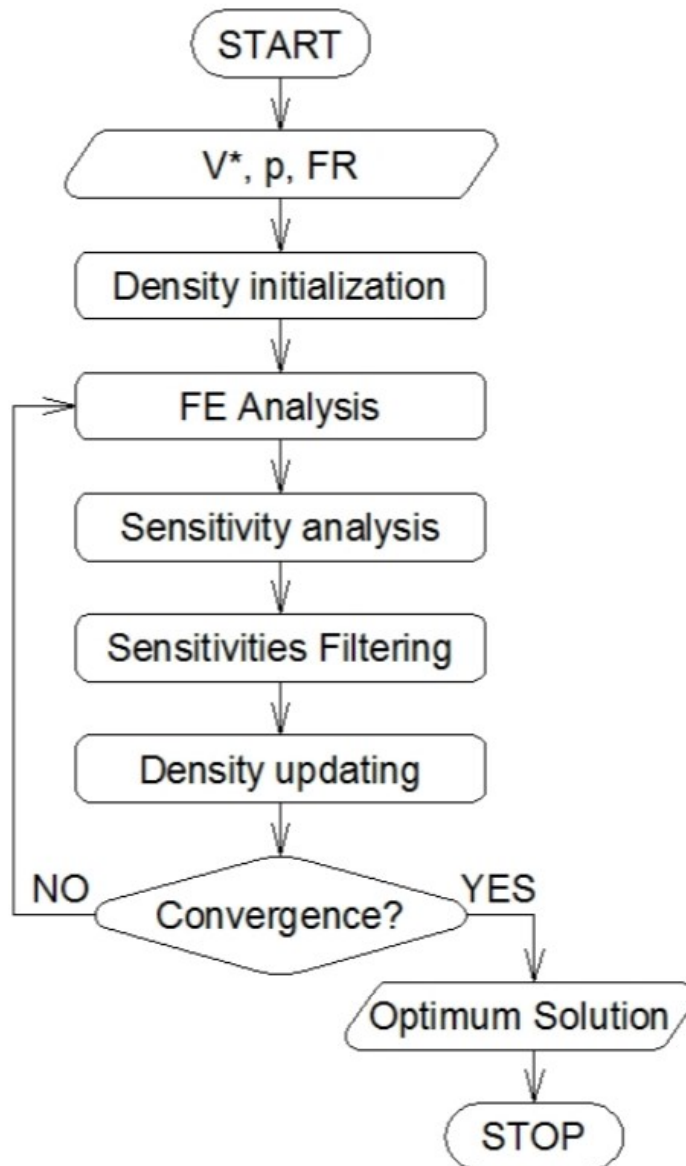 START
V*, p, FR
Density initialization
FE Analysis
Sensitivity analysis
Sensitivities Filtering
Density updating
NO
Convergence?
YES
Optimum Solution
STOP